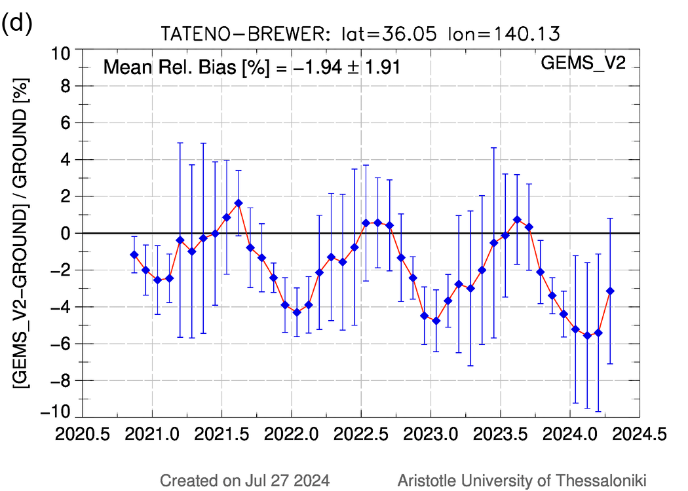 (d)
TATENO-BREWER: lat=36.05 lon=140.13
Mean Rel. Bias [%] = -1.94 ± 1.91
GEMS_V2
[GEMS_V2-GROUND] / GROUND [%]
10
8
6
4
2
0
-2
-4
-6
-8
-10
2020.5 2021.0 2021.5 2022.0 2022.5 2023.0 2023.5 2024.0 2024.5
Created on Jul 27 2024 Aristotle University of Thessaloniki